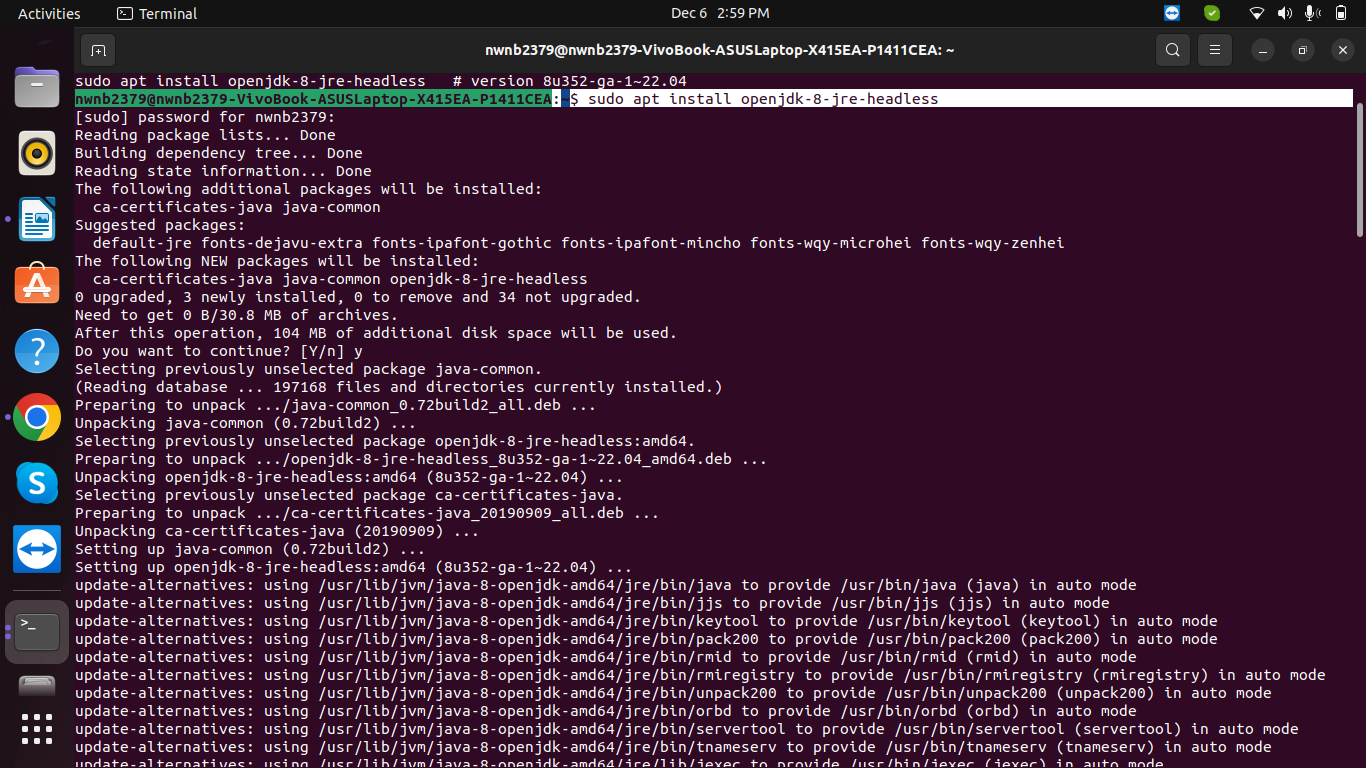 Activities
Terminal
Dec 6 2:59 PM
nwnb2379@nwnb2379-VivoBook-ASUSLaptop-X415EA-P1411CEA: ~
sudo apt install openjdk-8-jre-headless   # version 8u352-ga-1~22.04
nwnb2379@nwnb2379-VivoBook-ASUSLaptop-X415EA-P1411CEA:~$ sudo apt install openjdk-8-jre-headless
[sudo] password for nwnb2379:
Reading package lists... Done
Building dependency tree... Done
Reading state information... Done
The following additional packages will be installed:
  ca-certificates-java java-common
Suggested packages:
  default-jre fonts-dejavu-extra fonts-ipafont-gothic fonts-ipafont-mincho fonts-wqy-microhei fonts-wqy-zenhei
The following NEW packages will be installed:
  ca-certificates-java java-common openjdk-8-jre-headless
0 upgraded, 3 newly installed, 0 to remove and 34 not upgraded.
Need to get 0 B/30.8 MB of archives.
After this operation, 104 MB of additional disk space will be used.
Do you want to continue? [Y/n] y
Selecting previously unselected package java-common.
(Reading database ... 197168 files and directories currently installed.)
Preparing to unpack .../java-common_0.72build2_all.deb ...
Unpacking java-common (0.72build2) ...
Selecting previously unselected package openjdk-8-jre-headless:amd64.
Preparing to unpack .../openjdk-8-jre-headless_8u352-ga-1~22.04_amd64.deb ...
Unpacking openjdk-8-jre-headless:amd64 (8u352-ga-1~22.04) ...
Selecting previously unselected package ca-certificates-java.
Preparing to unpack .../ca-certificates-java_20190909_all.deb ...
Unpacking ca-certificates-java (20190909) ...
Setting up java-common (0.72build2) ...
Setting up openjdk-8-jre-headless:amd64 (8u352-ga-1~22.04) ...
update-alternatives: using /usr/lib/jvm/java-8-openjdk-amd64/jre/bin/java to provide /usr/bin/java (java) in auto mode
update-alternatives: using /usr/lib/jvm/java-8-openjdk-amd64/jre/bin/jjs to provide /usr/bin/jjs (jjs) in auto mode
update-alternatives: using /usr/lib/jvm/java-8-openjdk-amd64/jre/bin/keytool to provide /usr/bin/keytool (keytool) in auto mode
update-alternatives: using /usr/lib/jvm/java-8-openjdk-amd64/jre/bin/pack200 to provide /usr/bin/pack200 (pack200) in auto mode
update-alternatives: using /usr/lib/jvm/java-8-openjdk-amd64/jre/bin/rmid to provide /usr/bin/rmid (rmid) in auto mode
update-alternatives: using /usr/lib/jvm/java-8-openjdk-amd64/jre/bin/rmiregistry to provide /usr/bin/rmiregistry (rmiregistry) in auto mode
update-alternatives: using /usr/lib/jvm/java-8-openjdk-amd64/jre/bin/unpack200 to provide /usr/bin/unpack200 (unpack200) in auto mode
update-alternatives: using /usr/lib/jvm/java-8-openjdk-amd64/jre/bin/orbd to provide /usr/bin/orbd (orbd) in auto mode
update-alternatives: using /usr/lib/jvm/java-8-openjdk-amd64/jre/bin/servertool to provide /usr/bin/servertool (servertool) in auto mode
update-alternatives: using /usr/lib/jvm/java-8-openjdk-amd64/jre/bin/tnameserv to provide /usr/bin/tnameserv (tnameserv) in auto mode
update-alternatives: using /usr/lib/jvm/java-8-openjdk-amd64/jre/lib/jexec to provide /usr/bin/jexec (jexec) in auto mode